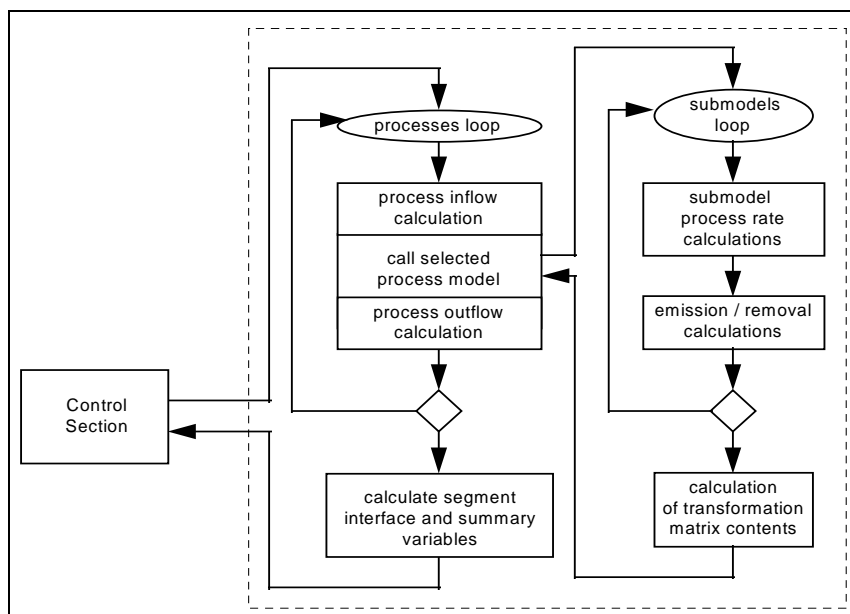 Control
Section
processes loop
process inflow
calculation
call selected
process model
process outflow
calculation
calculate segment
interface and summary
variables
submodels
loop
submodel
process rate
calculations
emission / removal
calculations
calculation
of transformation
matrix contents